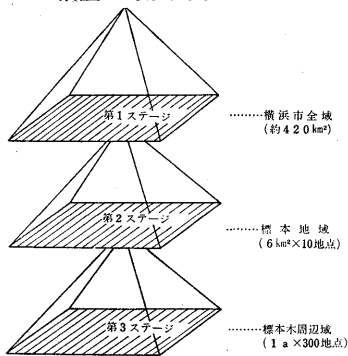 第1ステージ
………横浜市全域
(約420km²)
第2ステージ
………標本地域
(6km²×10地点)
第3ステージ
………標本木周辺域
(1a×300地点)